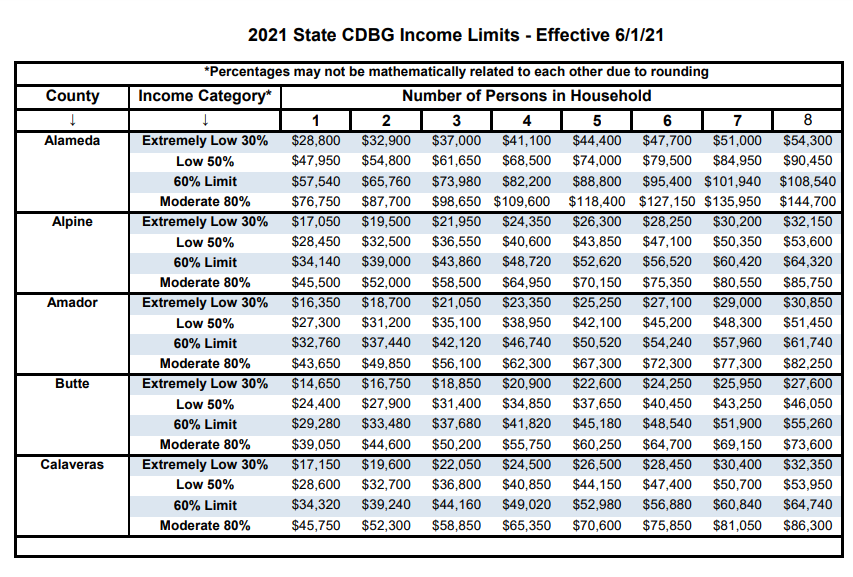 2021 State CDBG Income Limits - Effective 6/1/21
*Percentages may not be mathematically related to each other due to rounding
County Income Category* Number of Persons in Household
↓ ↓ 1 2 3 4 5 6 7 8
Alameda Extremely Low 30% $28,800 $32,900 $37,000 $41,100 $44,400 $47,700 $51,000 $54,300
Low 50% $47,950 $54,800 $61,650 $68,500 $74,000 $79,500 $84,950 $90,450
60% Limit $57,540 $65,760 $73,980 $82,200 $88,800 $95,400 $101,940 $108,540
Moderate 80% $76,750 $87,700 $98,650 $109,600 $118,400 $127,150 $135,950 $144,700
Alpine Extremely Low 30% $17,050 $19,500 $21,950 $24,350 $26,300 $28,250 $30,200 $32,150
Low 50% $28,450 $32,500 $36,550 $40,600 $43,850 $47,100 $50,350 $53,600
60% Limit $34,140 $39,000 $43,860 $48,720 $52,620 $56,520 $60,420 $64,320
Moderate 80% $45,500 $52,000 $58,500 $64,950 $70,150 $75,350 $80,550 $85,750
Amador Extremely Low 30% $16,350 $18,700 $21,050 $23,350 $25,250 $27,100 $29,000 $30,850
Low 50% $27,300 $31,200 $35,100 $38,950 $42,100 $45,200 $48,300 $51,450
60% Limit $32,760 $37,440 $42,120 $46,740 $50,520 $54,240 $57,960 $61,740
Moderate 80% $43,650 $49,850 $56,100 $62,300 $67,300 $72,300 $77,300 $82,250
Butte Extremely Low 30% $14,650 $16,750 $18,850 $20,900 $22,600 $24,250 $25,950 $27,600
Low 50% $24,400 $27,900 $31,400 $34,850 $37,650 $40,450 $43,250 $46,050
60% Limit $29,280 $33,480 $37,680 $41,820 $45,180 $48,540 $51,900 $55,260
Moderate 80% $39,050 $44,600 $50,200 $55,750 $60,250 $64,700 $69,150 $73,600
Calaveras Extremely Low 30% $17,150 $19,600 $22,050 $24,500 $26,500 $28,450 $30,400 $32,350
Low 50% $28,600 $32,700 $36,800 $40,850 $44,150 $47,400 $50,700 $53,950
60% Limit $34,320 $39,240 $44,160 $49,020 $52,980 $56,880 $60,840 $64,740
Moderate 80% $45,750 $52,300 $58,850 $65,350 $70,600 $75,850 $81,050 $86,300